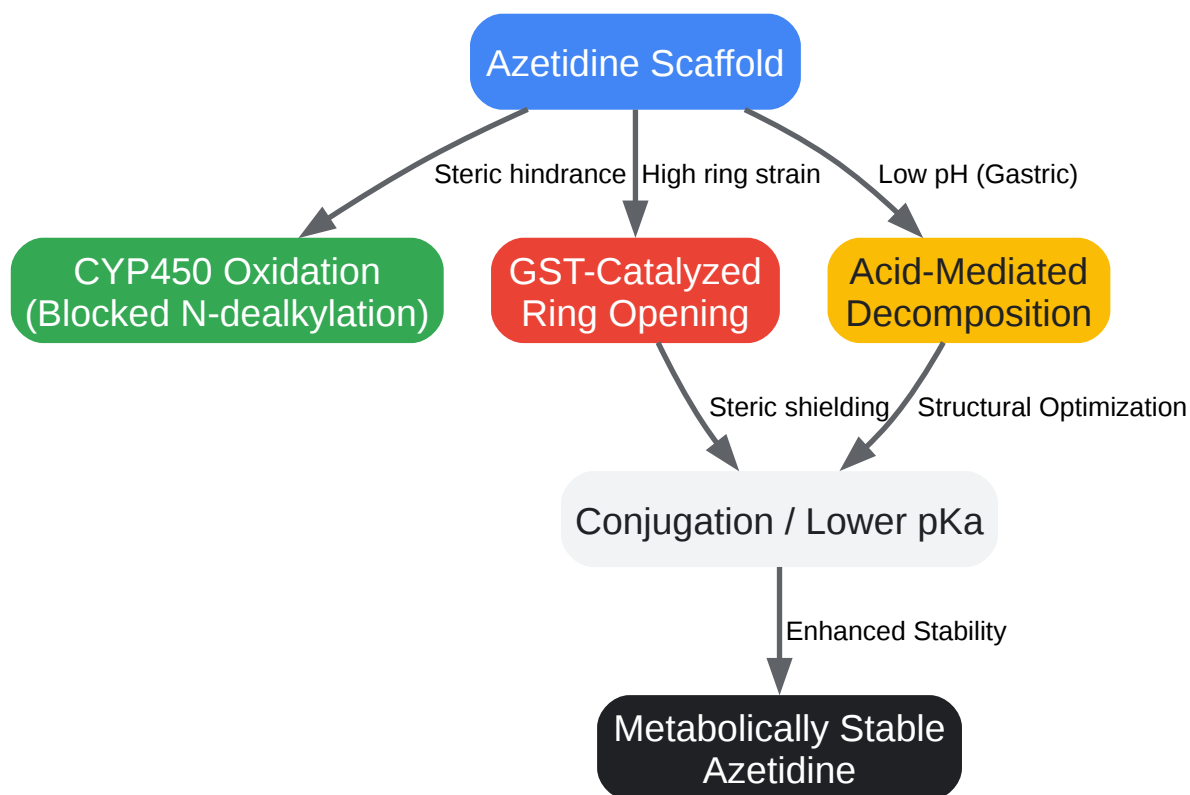 Azetidine Scaffold
Steric hindrance
High ring strain
Low pH (Gastric)
CYP450 Oxidation
(Blocked N-dealkylation)
GST-Catalyzed
Ring Opening
Acid-Mediated
Decomposition
Steric shielding
Structural Optimization
Conjugation / Lower pKa
Enhanced Stability
Metabolically Stable
Azetidine